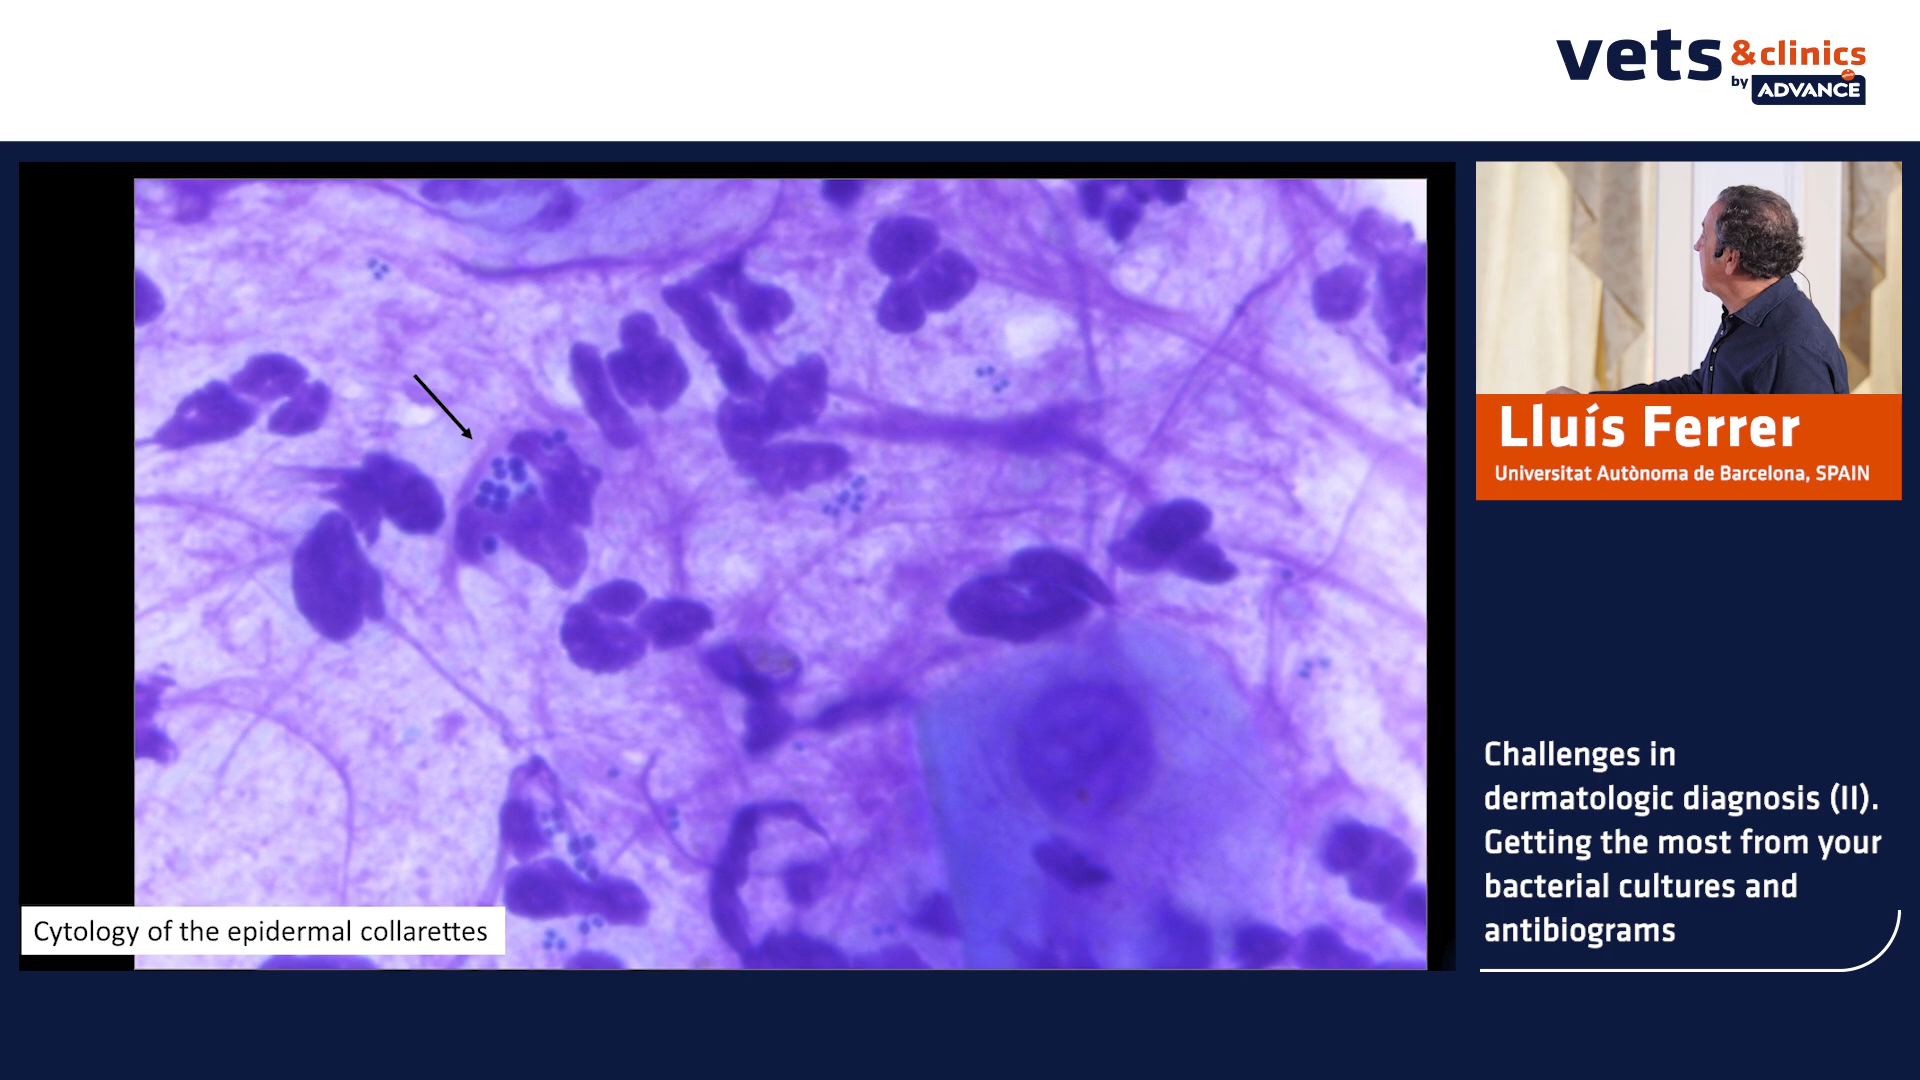 vets &clinics
by ADVANCE
Lluís Ferrer
Universitat Autònoma de Barcelona, SPAIN
Challenges in
dermatologic diagnosis (II).
Getting the most from your
bacterial cultures and
antibiograms
Cytology of the epidermal collarettes